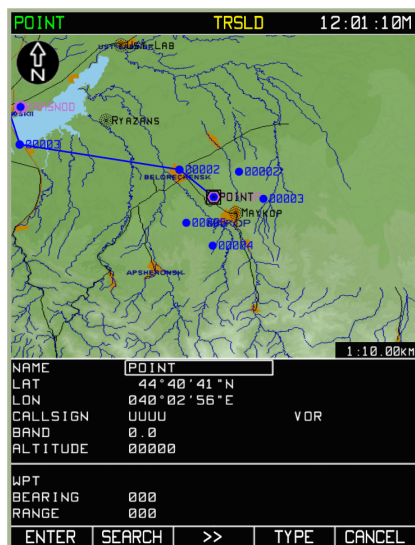 POINT TRSLD 12:01:10M
UST-LAB
N
KRASNOD
RYAZANS
00003
00002
00002
BELORECHENSK
POINT
00003
MAYKOP
00004
APSHERONSK
1:10.00KM
NAME POINT
LAT 44°40'41"N
LON 040°02'56"E
CALLSIGN UUUU VOR
BAND 0.0
ALTITUDE 00000
WPT
BEARING 000
RANGE 000
ENTER SEARCH >> TYPE CANCEL